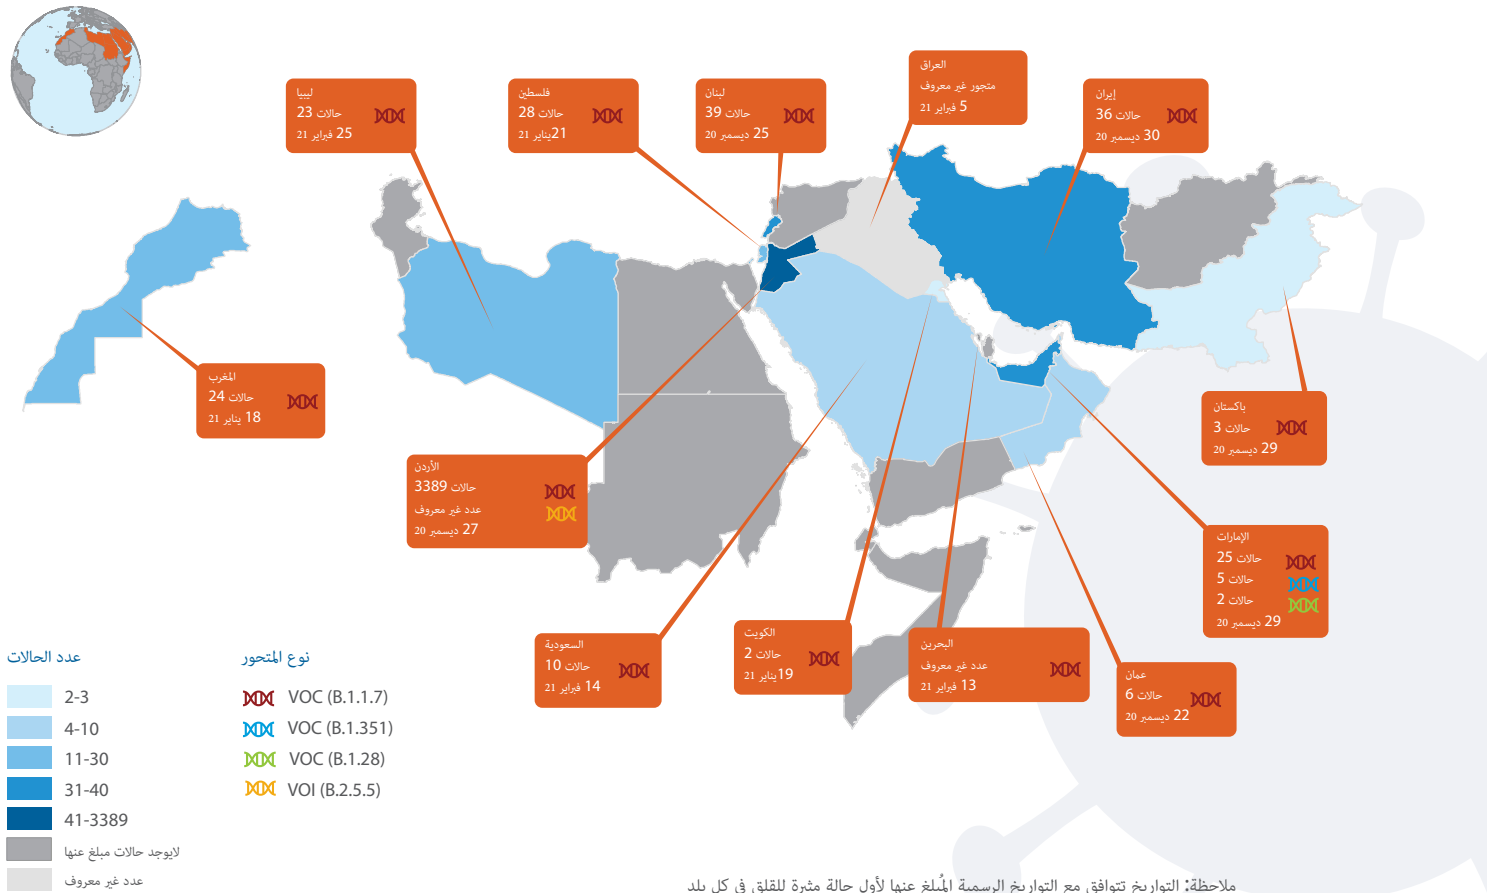 العراق
متجور غير معروف
5 فبراير 21
إيران
حالات 36
30 ديسمبر 20
لبنان
حالات 39
25 ديسمبر 20
فلسطين
حالات 28
21يناير 21
ليبيا
حالات 23
25 فبراير 21
المغرب
حالات 24
18 يناير 21
باكستان
حالات 3
29 ديسمبر 20
الأردن
حالات 3389
عدد غير معروف
27 ديسمبر 20
الإمارات
حالات 25
حالات 5
حالات 2
29 ديسمبر 20
السعودية
حالات 10
14 فبراير 21
الكويت
حالات 2
19يناير 21
البحرين
عدد غير معروف
13 فبراير 21
عمان
حالات 6
22 ديسمبر 20
نوع المتحور
VOC (B.1.1.7)
VOC (B.1.351)
VOC (B.1.28)
VOI (B.2.5.5)
عدد الحالات
2-3
4-10
11-30
31-40
41-3389
لايوجد حالات مبلغ عنها
عدد غير معروف
ملاحظة: التواريخ تتوافق مع التواريخ الرسمية المُبلغ عنها لأول حالة مثيرة للقلق في كل بلد